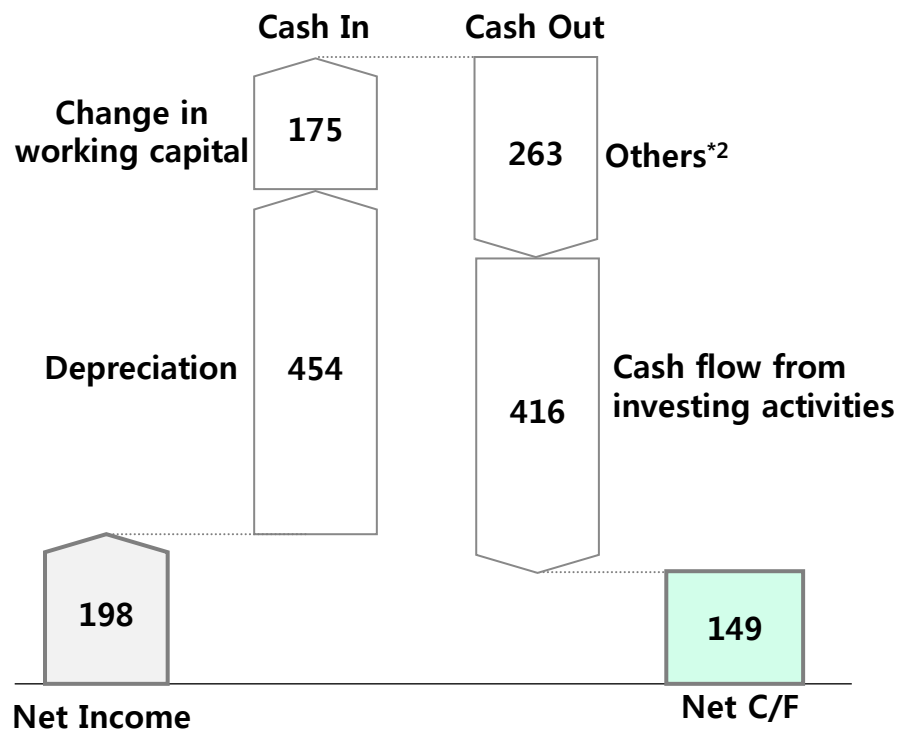 Cash In
Cash Out
Change in
working capital
175
263
Others*2
Depreciation
454
Cash flow from
investing activities
416
198
149
Net Income
Net C/F